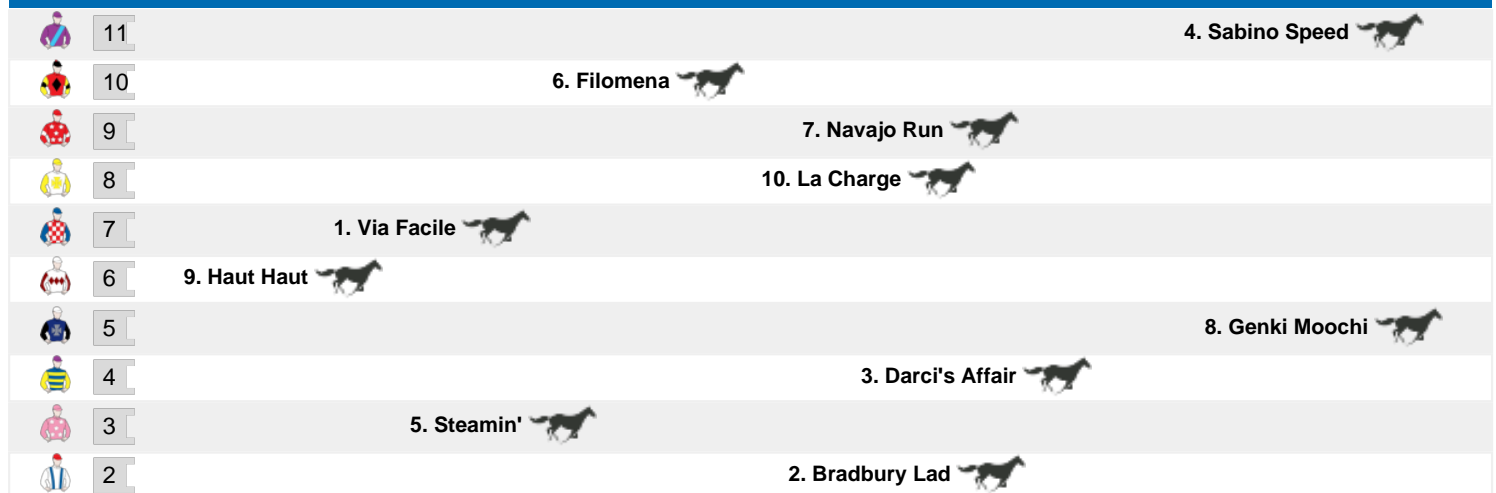 11 4. Sabino Speed
10 6. Filomena
9 7. Navajo Run
8 10. La Charge
7 1. Via Facile
6 9. Haut Haut
5 8. Genki Moochi
4 3. Darci's Affair
3 5. Steamin'
2 2. Bradbury Lad